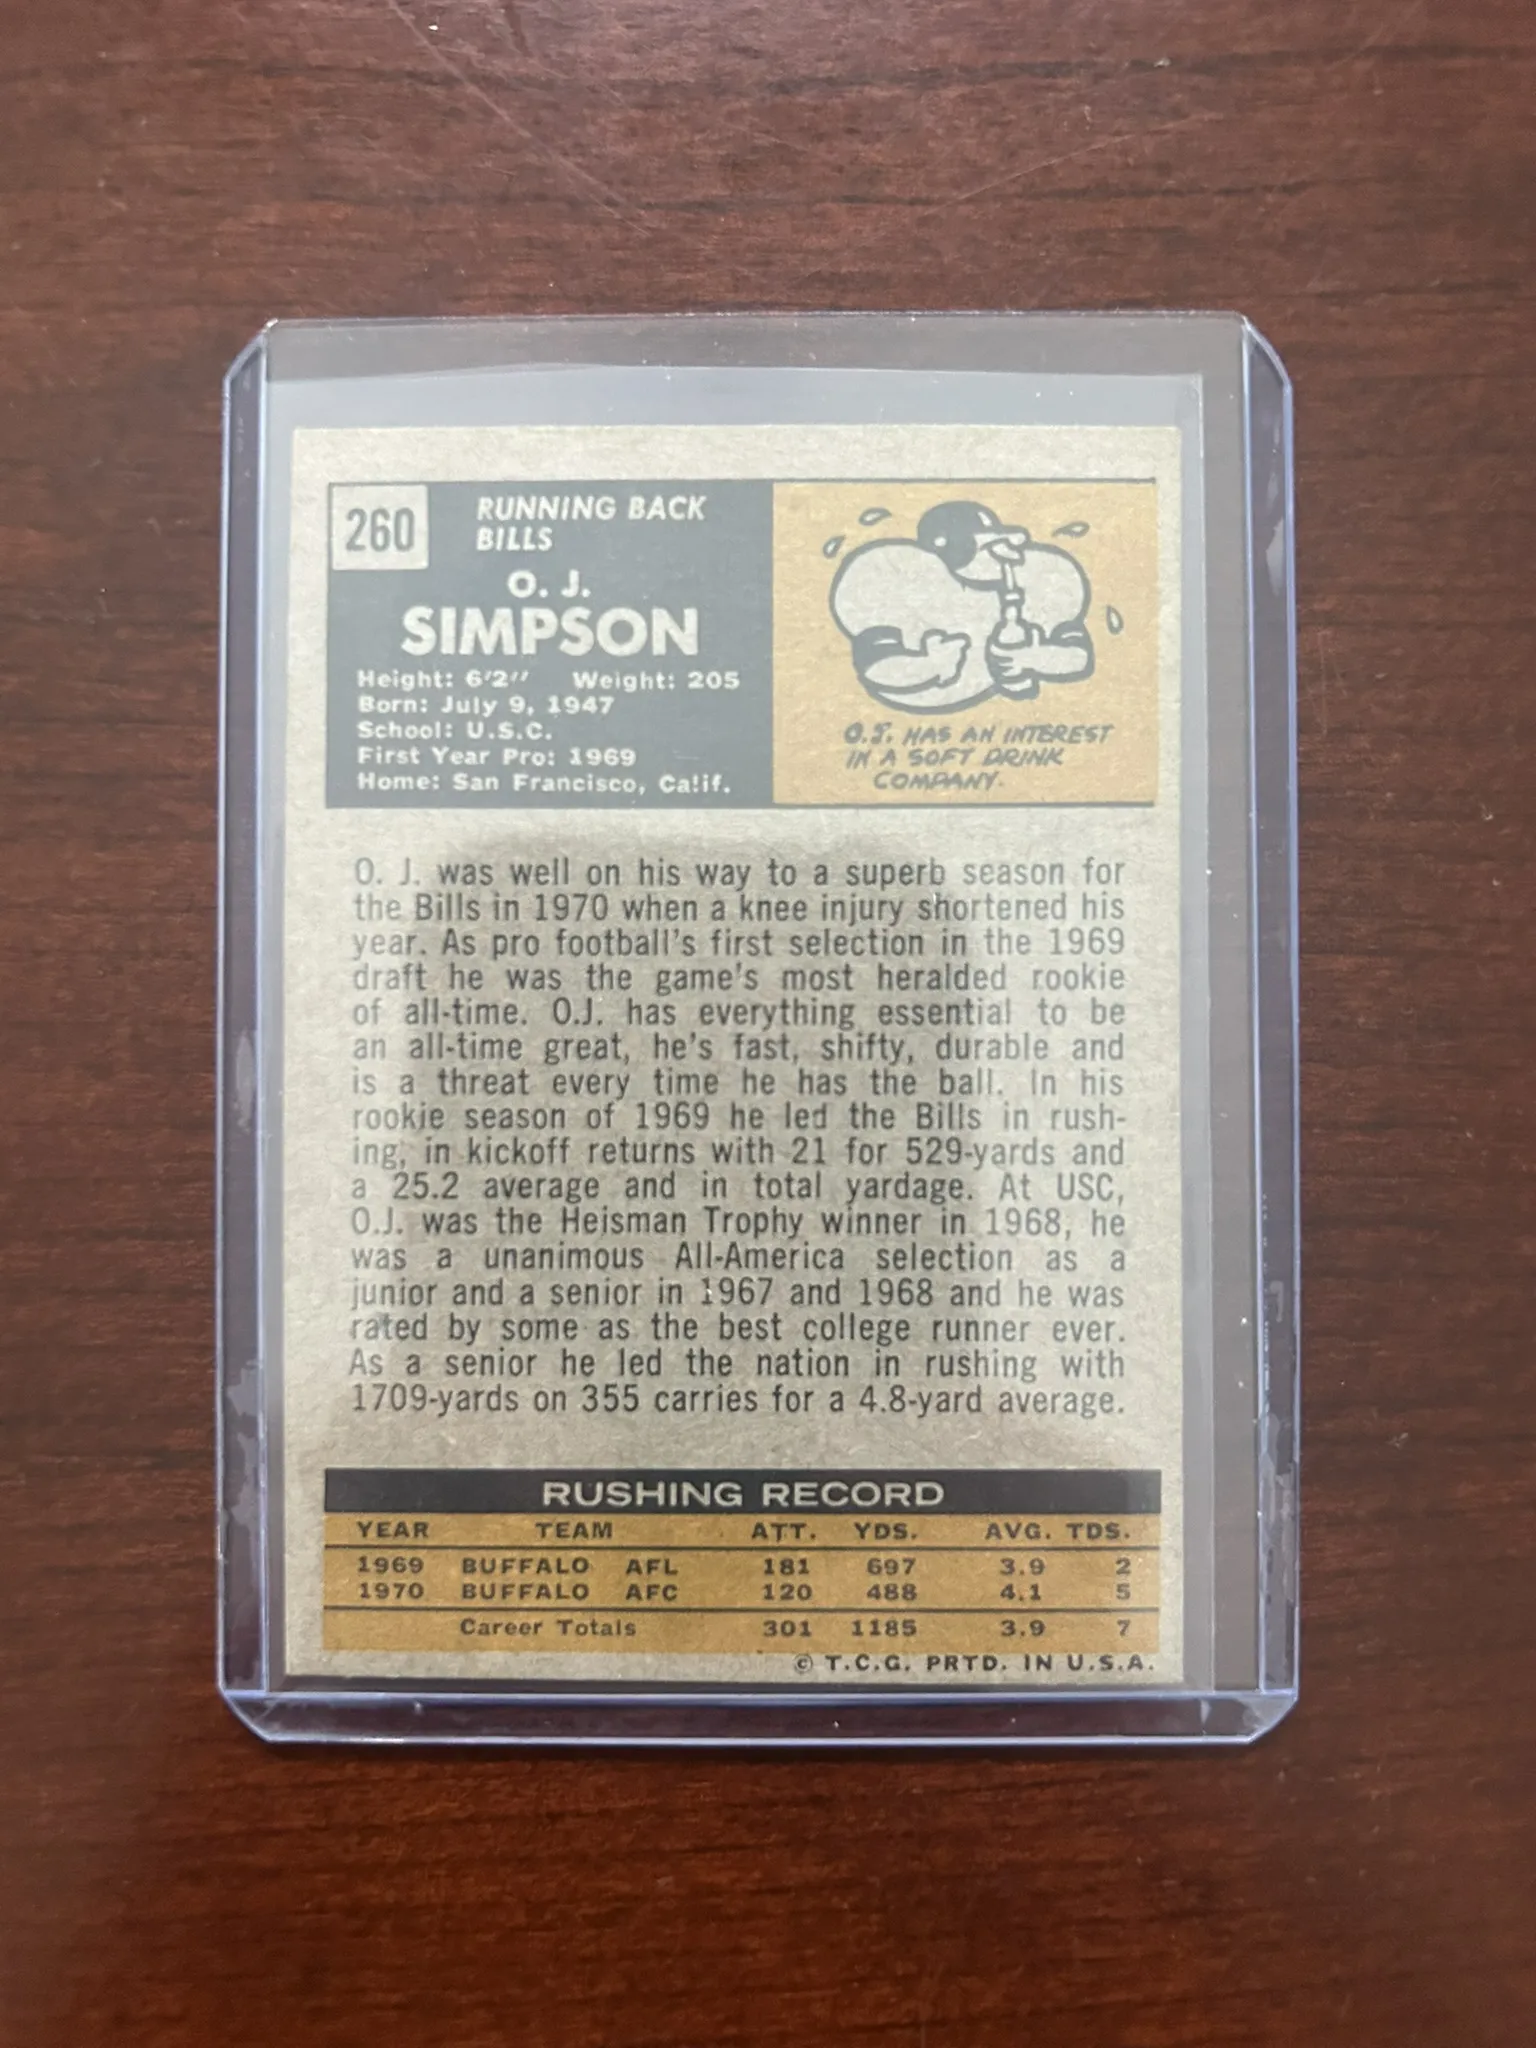 260
RUNNING BACK
BILLS
O. J.
SIMPSON
Height: 6'2" Weight: 205
Born: July 9, 1947
School: U.S.C.
First Year Pro: 1969
Home: San Francisco, Calif.
O.J. HAS AN INTEREST
IN A SOFT DRINK
COMPANY.
O. J. was well on his way to a superb season for
the Bills in 1970 when a knee injury shortened his
year. As pro football's first selection in the 1969
draft he was the game's most heralded rookie
of all-time. O.J. has everything essential to be
an all-time great, he's fast, shifty, durable and
is a threat every time he has the ball. In his
rookie season of 1969 he led the Bills in rush-
ing, in kickoff returns with 21 for 529-yards and
a 25.2 average and in total yardage. At USC,
O.J. was the Heisman Trophy winner in 1968, he
was a unanimous All-America selection as a
junior and a senior in 1967 and 1968 and he was
rated by some as the best college runner ever.
As a senior he led the nation in rushing with
1709-yards on 355 carries for a 4.8-yard average.
RUSHING RECORD
YEAR TEAM ATT. YDS. AVG. TDS.
1969 BUFFALO AFL 181 697 3.9 2
1970 BUFFALO AFC 120 488 4.1 5
Career Totals 301 1185 3.9 7
© T.C.G. PRTD. IN U.S.A.